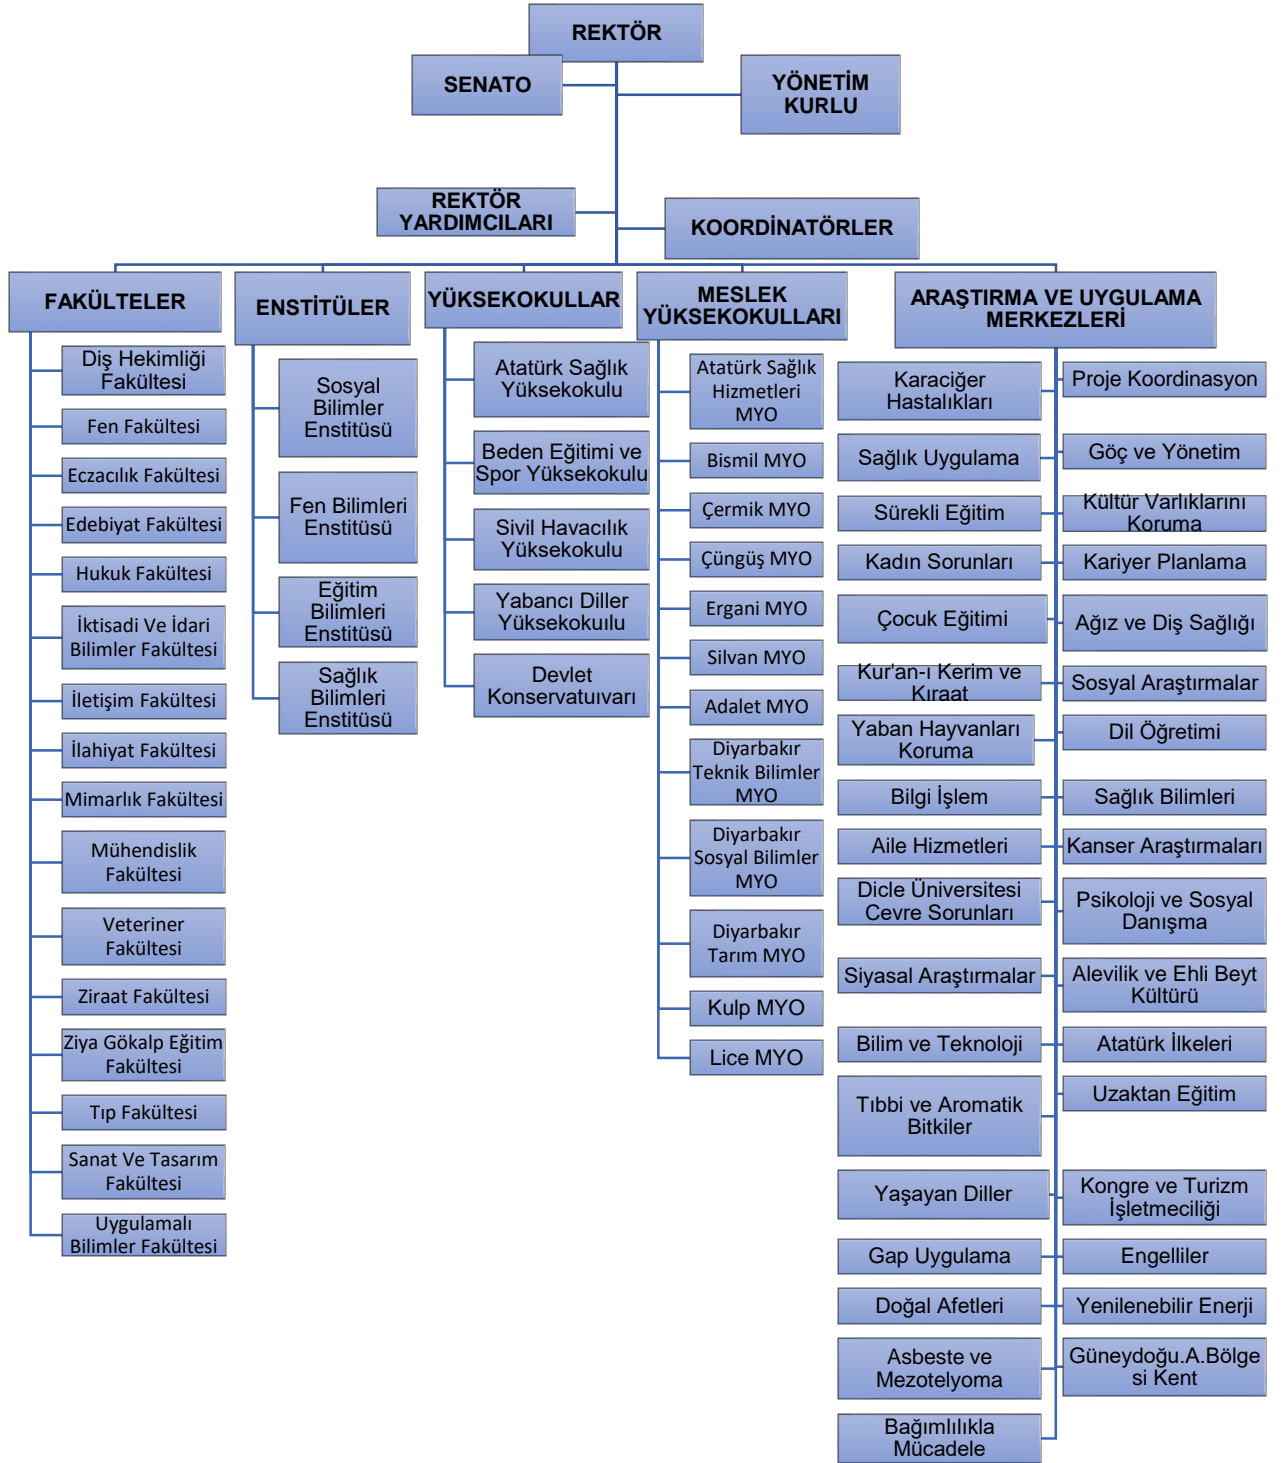 REKTÖR
SENATO
YÖNETİM
KURLU
REKTÖR
YARDIMCILARI
KOORDİNATÖRLER
FAKÜLTELER
Diş Hekimliği
Fakültesi
Fen Fakültesi
Eczacılık Fakültesi
Edebiyat Fakültesi
Hukuk Fakültesi
İktisadi Ve İdari
Bilimler Fakültesi
İletişim Fakültesi
İlahiyat Fakültesi
Mimarlık Fakültesi
Mühendislik
Fakültesi
Veteriner
Fakültesi
Ziraat Fakültesi
Ziya Gökalp Eğitim
Fakültesi
Tıp Fakültesi
Sanat Ve Tasarım
Fakültesi
Uygulamalı
Bilimler Fakültesi
ENSTİTÜLER
Sosyal
Bilimler
Enstitüsü
Fen Bilimleri
Enstitüsü
Eğitim
Bilimleri
Enstitüsü
Sağlık
Bilimleri
Enstitüsü
YÜKSEKOKULLAR
Atatürk Sağlık
Yüksekokulu
Beden Eğitimi ve
Spor Yüksekokulu
Sivil Havacılık
Yüksekokulu
Yabancı Diller
Yüksekokuılu
Devlet
Konservatuıvarı
MESLEK
YÜKSEKOKULLARI
Atatürk Sağlık
Hizmetleri
MYO
Bismil MYO
Çermik MYO
Çüngüş MYO
Ergani MYO
Silvan MYO
Adalet MYO
Diyarbakır
Teknik Bilimler
MYO
Diyarbakır
Sosyal Bilimler
MYO
Diyarbakır
Tarım MYO
Kulp MYO
Lice MYO
ARAŞTIRMA VE UYGULAMA
MERKEZLERİ
Karaciğer
Hastalıkları
Proje Koordinasyon
Sağlık Uygulama
Göç ve Yönetim
Sürekli Eğitim
Kültür Varlıklarını
Koruma
Kadın Sorunları
Kariyer Planlama
Çocuk Eğitimi
Ağız ve Diş Sağlığı
Kur'an-ı Kerim ve
Kıraat
Sosyal Araştırmalar
Yaban Hayvanları
Koruma
Dil Öğretimi
Bilgi İşlem
Sağlık Bilimleri
Aile Hizmetleri
Kanser Araştırmaları
Dicle Üniversitesi
Cevre Sorunları
Psikoloji ve Sosyal
Danışma
Siyasal Araştırmalar
Alevilik ve Ehli Beyt
Kültürü
Bilim ve Teknoloji
Atatürk İlkeleri
Tıbbi ve Aromatik
Bitkiler
Uzaktan Eğitim
Yaşayan Diller
Kongre ve Turizm
İşletmeciliği
Gap Uygulama
Engelliler
Doğal Afetleri
Yenilenebilir Enerji
Asbeste ve
Mezotelyoma
Güneydoğu.A.Bölge
si Kent
Bağımlılıkla
Mücadele